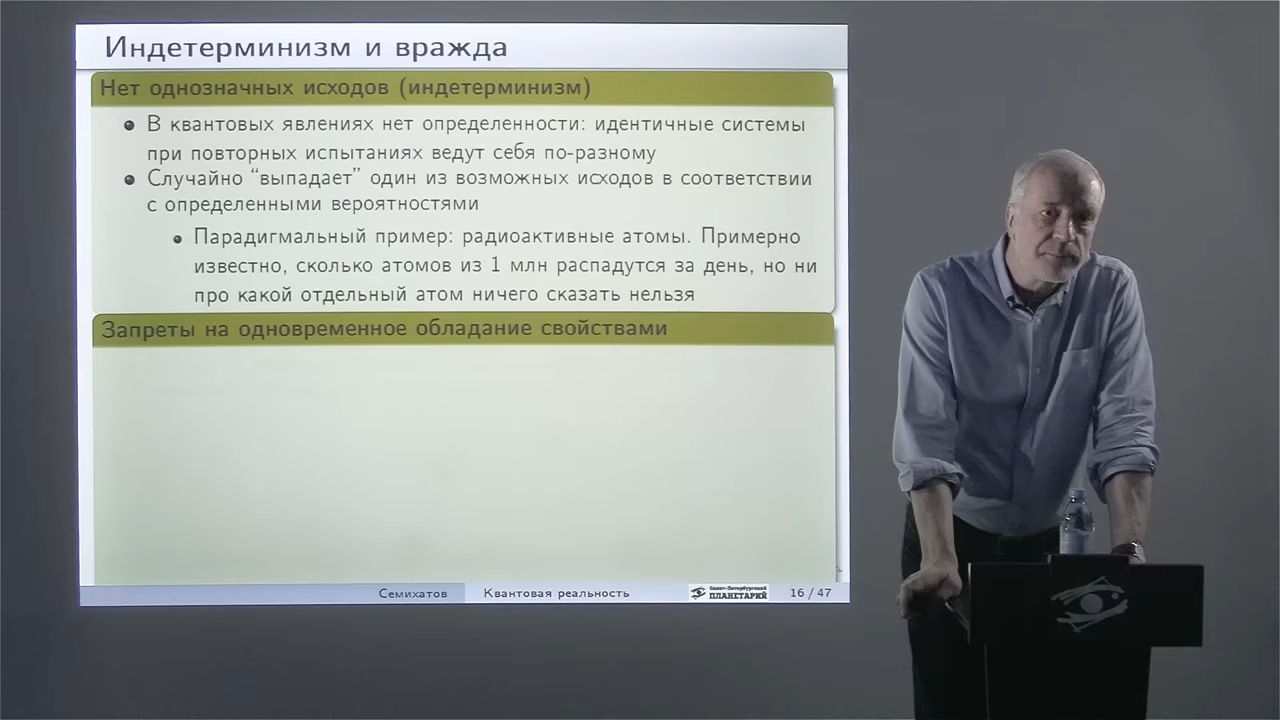 Индетерминизм и вражда
Нет однозначных исходов (индетерминизм)
В квантовых явлениях нет определенности: идентичные системы
при повторных испытаниях ведут себя по-разному
Случайно “выпадает” один из возможных исходов в соответствии
с определенными вероятностями
Парадигмальный пример: радиоактивные атомы. Примерно
известно, сколько атомов из 1 млн распадутся за день, но ни
про какой отдельный атом ничего сказать нельзя
Запреты на одновременное обладание свойствами
Семихатов
Квантовая реальность
Санкт-Петербургский
ПЛАНЕТАРИЙ
16 / 47